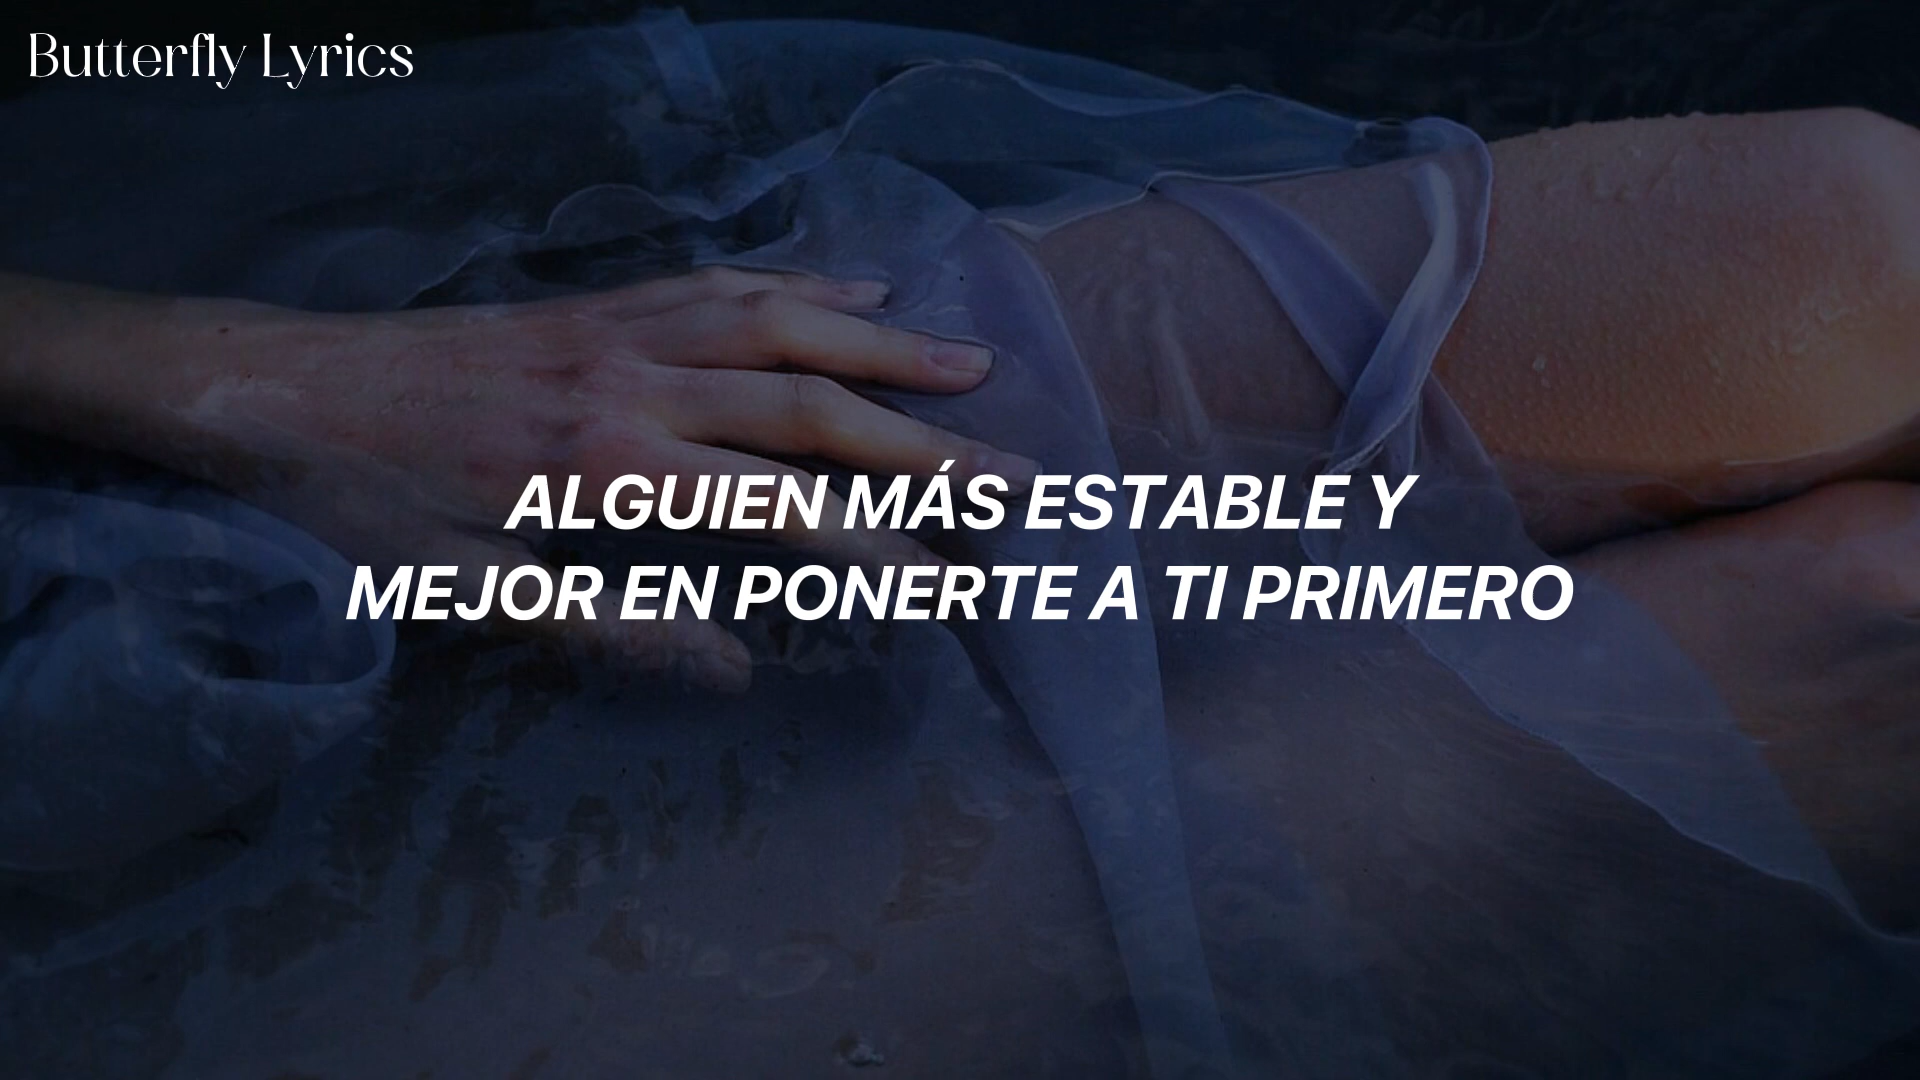 Butterfly Lyrics
ALGUIEN MÁS ESTABLE Y
MEJOR EN PONERTE A TI PRIMERO